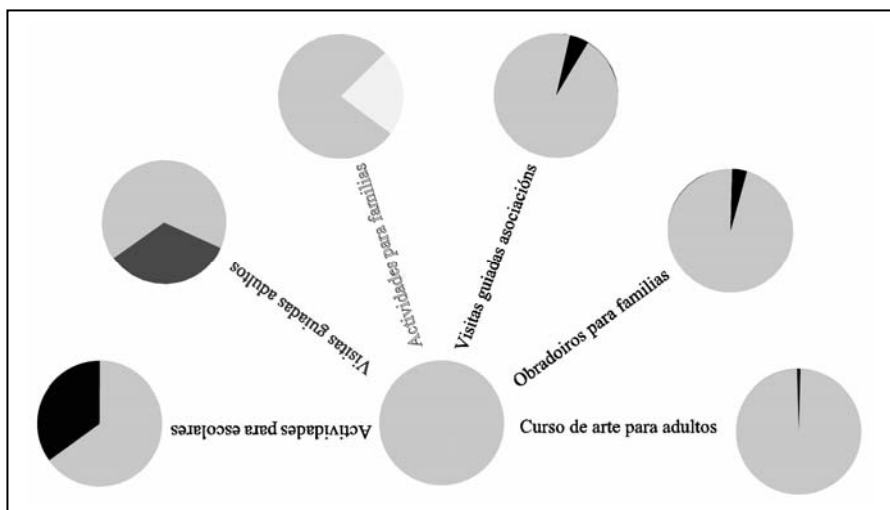 Actividades para escolares
Visitas guiadas adultos
Actividades para familias
Visitas guiadas asociacións
Obradoiros para familias
Curso de arte para adultos